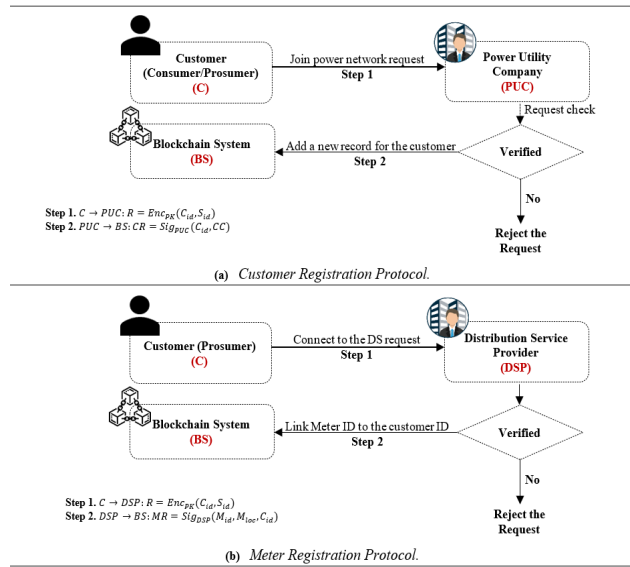 Customer
(Consumer/Prosumer)
(C)
Join power network request
Step 1
Power Utility
Company
(PUC)
Request check
Blockchain System
(BS)
Add a new record for the customer
Step 2
Verified
No
Reject the
Request
Step 1. C → PUC: R = Enc_PK(C_id, S_id)
Step 2. PUC → BS: CR = Sig_PUC(C_id, CC)
(a) Customer Registration Protocol.
Customer (Prosumer)
(C)
Connect to the DS request
Step 1
Distribution Service
Provider
(DSP)
Blockchain System
(BS)
Link Meter ID to the customer ID
Step 2
Verified
No
Reject the
Request
Step 1. C → DSP: R = Enc_PK(C_id, S_id)
Step 2. DSP → BS: MR = Sig_DSP(M_id, M_loc, C_id)
(b) Meter Registration Protocol.